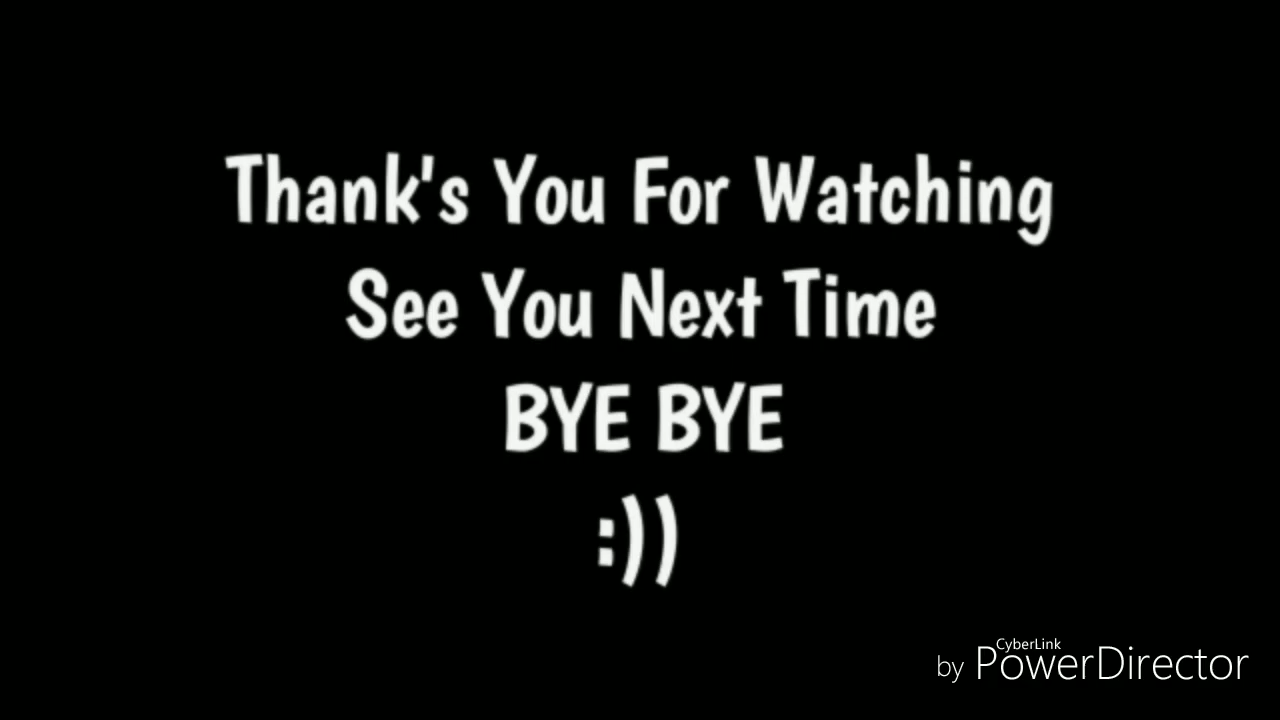 Thank's You For Watching
See You Next Time
BYE BYE
:))
CyberLink
by PowerDirector